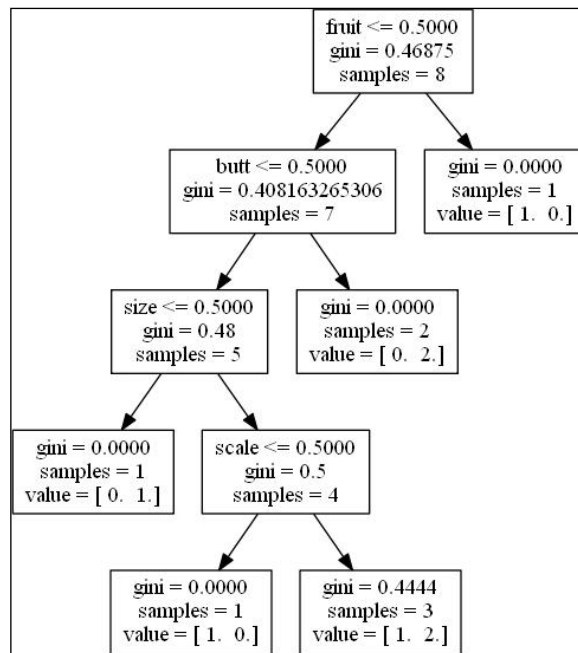 fruit <= 0.5000
gini = 0.46875
samples = 8
butt <= 0.5000
gini = 0.408163265306
samples = 7
gini = 0.0000
samples = 1
value = [ 1. 0.]
size <= 0.5000
gini = 0.48
samples = 5
gini = 0.0000
samples = 2
value = [ 0. 2.]
gini = 0.0000
samples = 1
value = [ 0. 1.]
scale <= 0.5000
gini = 0.5
samples = 4
gini = 0.0000
samples = 1
value = [ 1. 0.]
gini = 0.4444
samples = 3
value = [ 1. 2.]